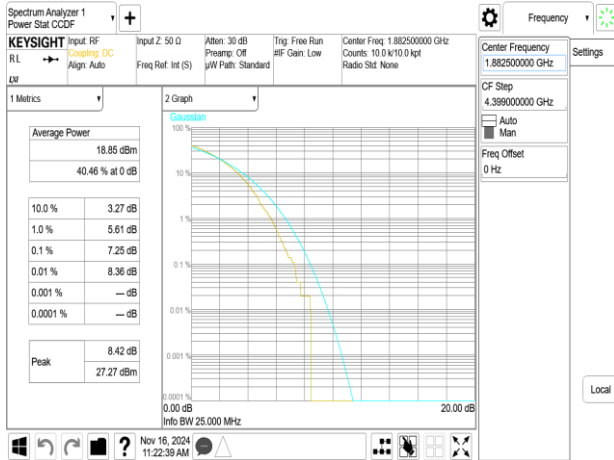 Spectrum Analyzer 1
Power Stat CCDF
Frequency
KEYSIGHT
RL
LXI
Input: RF
Coupling: DC
Align: Auto
Input Z: 50 Ω
Freq Ref: Int (S)
Atten: 30 dB
Preamp: Off
µW Path: Standard
Trig: Free Run
#IF Gain: Low
Center Freq: 1.882500000 GHz
Counts: 10.0 k/10.0 kpt
Radio Std: None
Center Frequency
1.882500000 GHz
Settings
CF Step
4.399000000 GHz
Auto
Man
Freq Offset
0 Hz
Local
1 Metrics
Average Power
18.85 dBm
40.46 % at 0 dB
10.0 % 3.27 dB
1.0 % 5.61 dB
0.1 % 7.25 dB
0.01 % 8.36 dB
0.001 % --- dB
0.0001 % --- dB
Peak
8.42 dB
27.27 dBm
2 Graph
Gaussian
100 %
10 %
1 %
0.1 %
0.01 %
0.001 %
0.0001 %
0.00 dB 20.00 dB
Info BW 25.000 MHz
?
Nov 16, 2024
11:22:39 AM